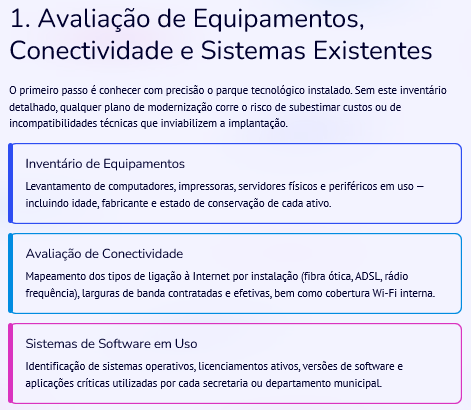 1. Avaliação de Equipamentos,
Conectividade e Sistemas Existentes
O primeiro passo é conhecer com precisão o parque tecnológico instalado. Sem este inventário
detalhado, qualquer plano de modernização corre o risco de subestimar custos ou de
incompatibilidades técnicas que inviabilizem a implantação.
Inventário de Equipamentos
Levantamento de computadores, impressoras, servidores físicos e periféricos em uso —
incluindo idade, fabricante e estado de conservação de cada ativo.
Avaliação de Conectividade
Mapeamento dos tipos de ligação à Internet por instalação (fibra ótica, ADSL, rádio
frequência), larguras de banda contratadas e efetivas, bem como cobertura Wi-Fi interna.
Sistemas de Software em Uso
Identificação de sistemas operativos, licenciamentos ativos, versões de software e
aplicações críticas utilizadas por cada secretaria ou departamento municipal.